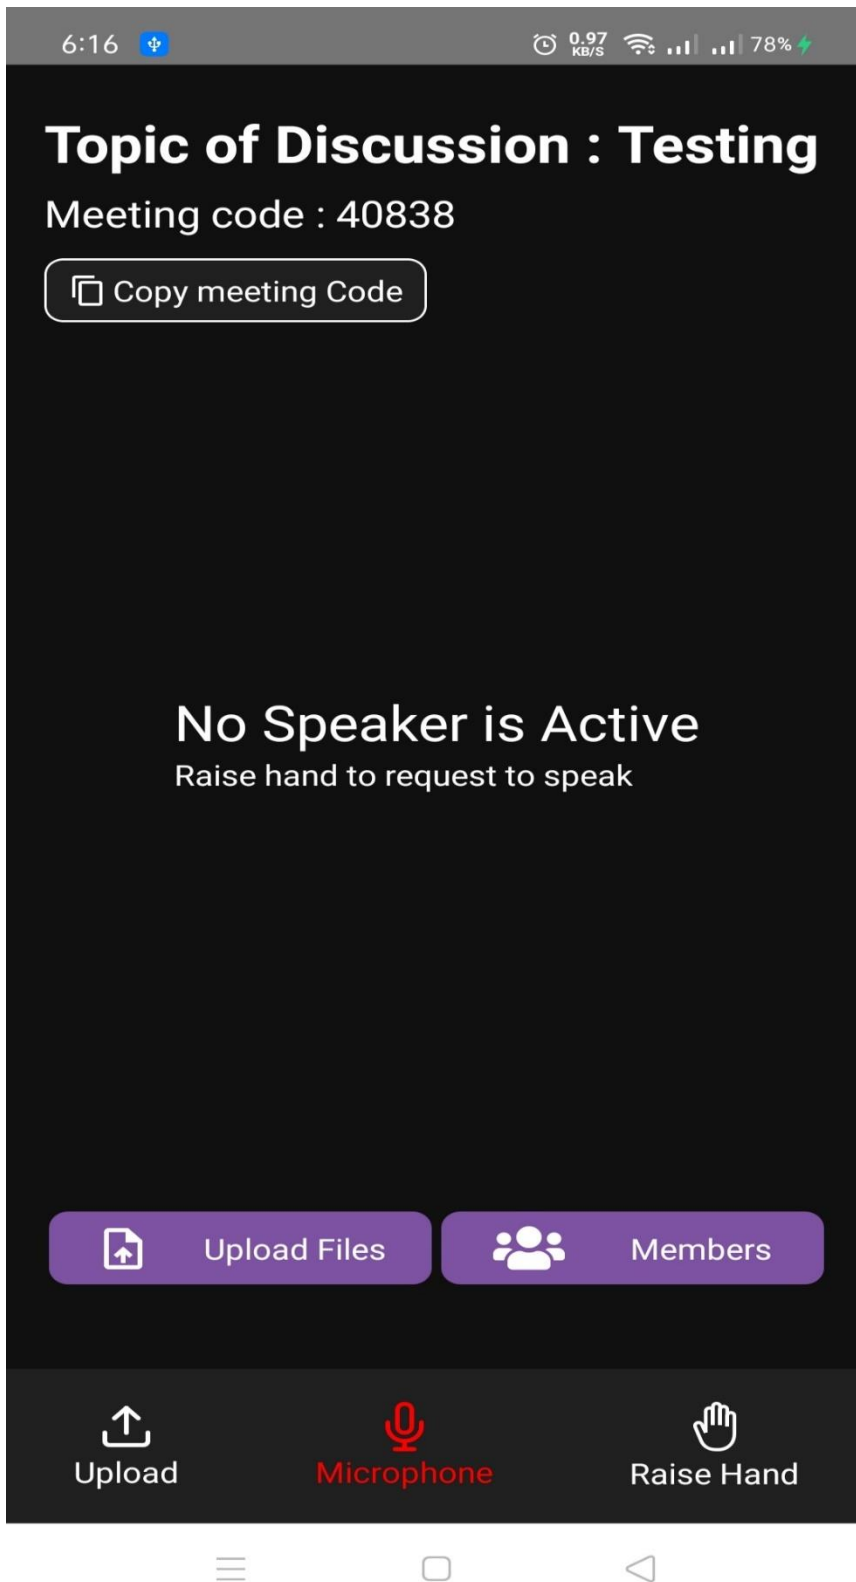 6:16 0.97 KB/S 78%
Topic of Discussion : Testing
Meeting code : 40838
Copy meeting Code
No Speaker is Active
Raise hand to request to speak
Upload Files Members
Upload Microphone Raise Hand